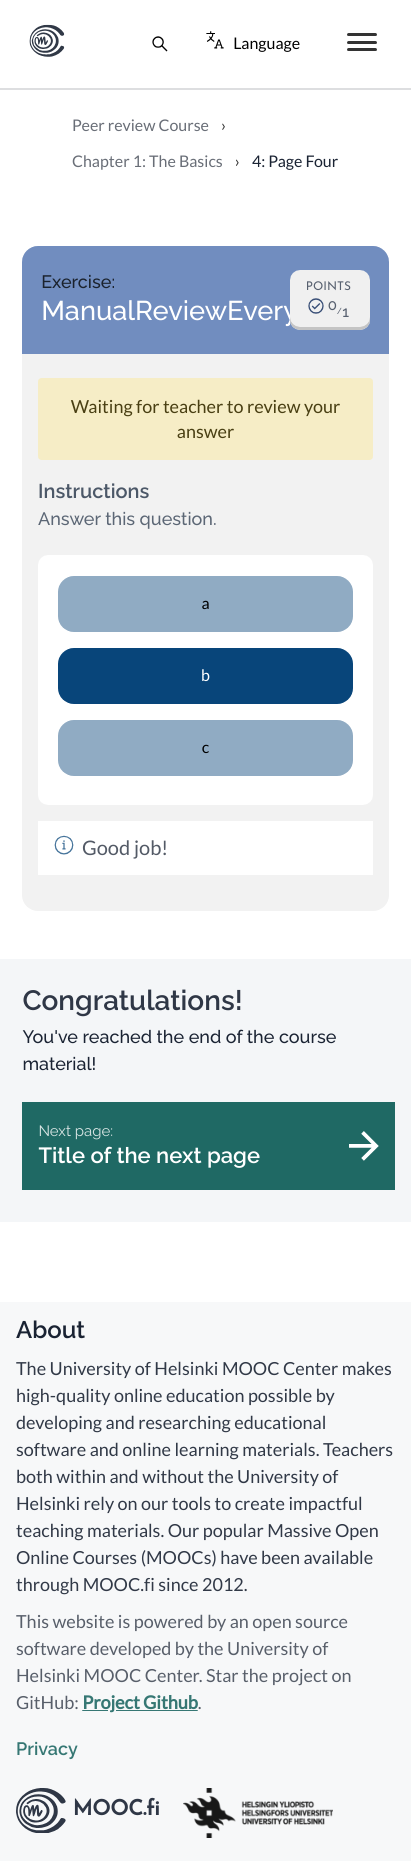 Language
Peer review Course ›
Chapter 1: The Basics › 4: Page Four
Exercise:
ManualReviewEvery
POINTS
0/1
Waiting for teacher to review your
answer
Instructions
Answer this question.
a
b
c
Good job!
Congratulations!
You've reached the end of the course
material!
Next page:
Title of the next page
About
The University of Helsinki MOOC Center makes
high-quality online education possible by
developing and researching educational
software and online learning materials. Teachers
both within and without the University of
Helsinki rely on our tools to create impactful
teaching materials. Our popular Massive Open
Online Courses (MOOCs) have been available
through MOOC.fi since 2012.
This website is powered by an open source
software developed by the University of
Helsinki MOOC Center. Star the project on
GitHub: Project Github.
Privacy
MOOC.fi
HELSINGIN YLIOPISTO
HELSINGFORS UNIVERSITET
UNIVERSITY OF HELSINKI